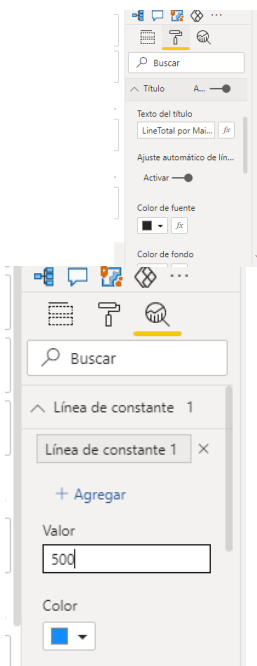 Buscar
Título A...
Texto del título
LineTotal por Mai... fx
Ajuste automático de lín...
Activar
Color de fuente
fx
Color de fondo
Buscar
Línea de constante 1
Línea de constante 1 ×
+ Agregar
Valor
500
Color